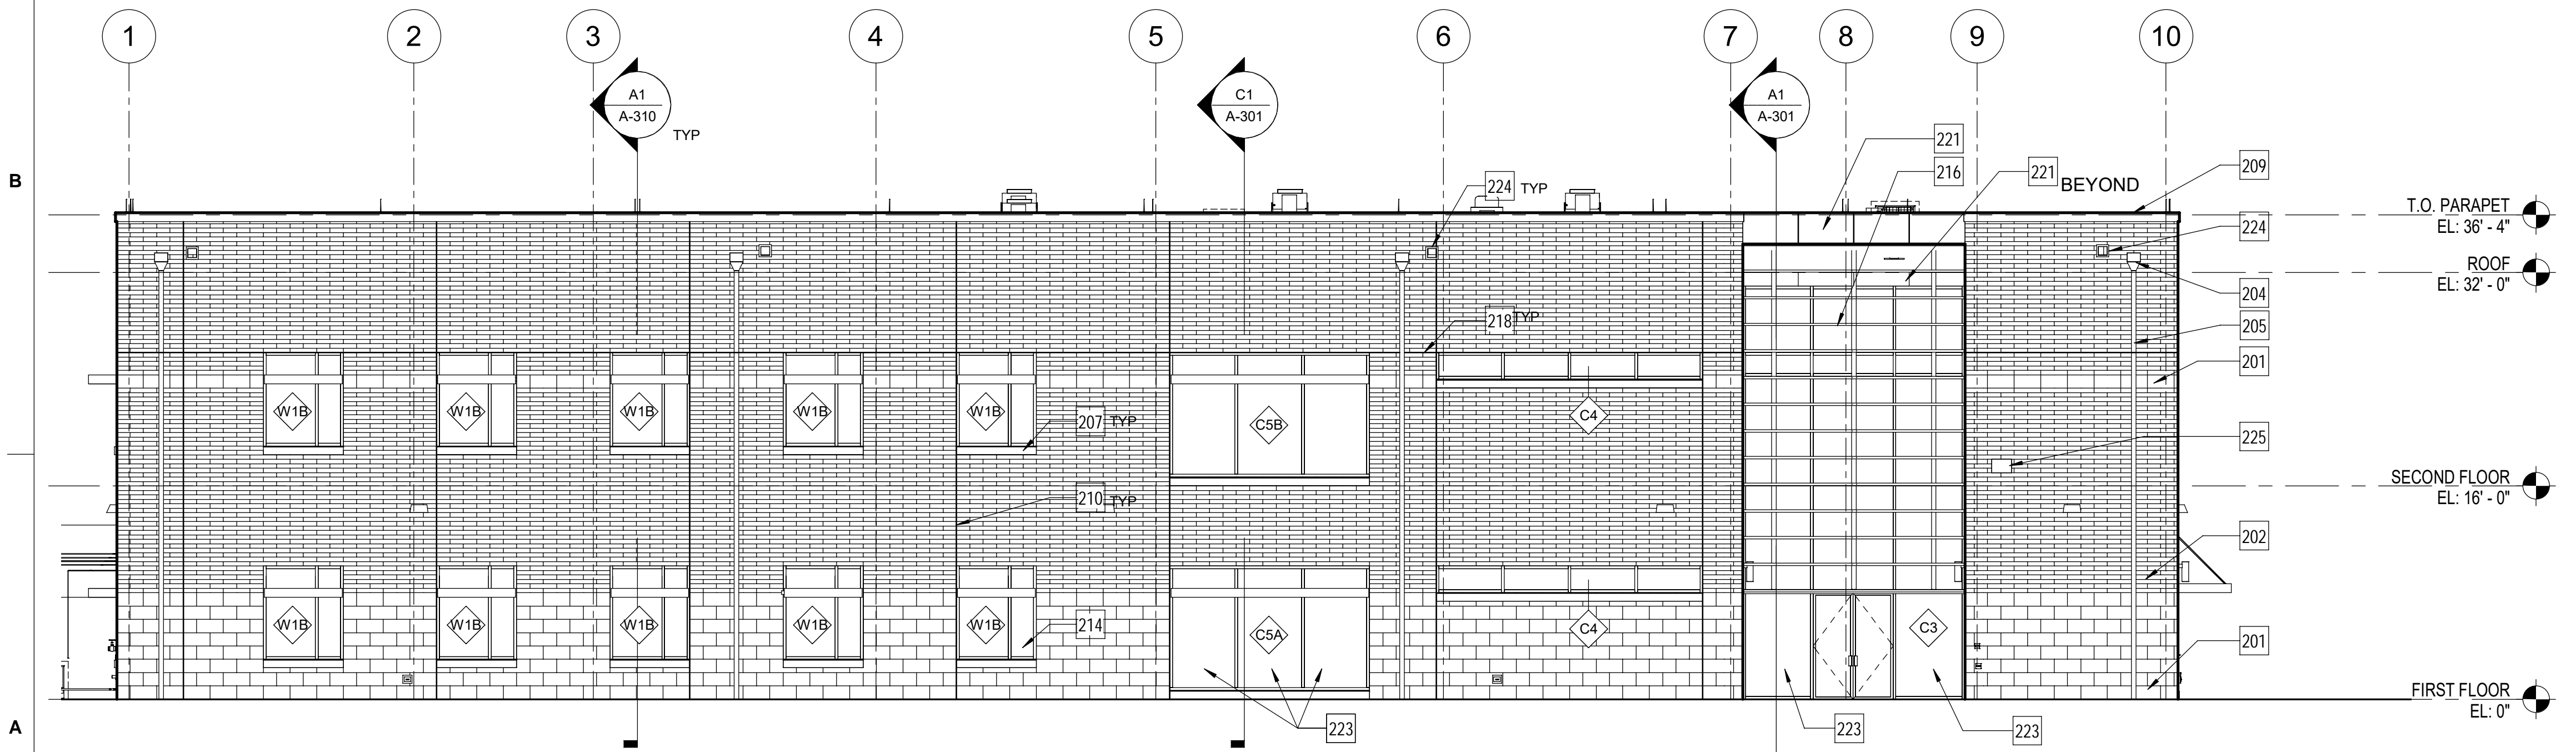 1 2 3 4 5 6 7 8 9 10
A1
A-310
TYP
C1
A-301
A1
A-301
221
216
221 BEYOND
209
224 TYP
B
T.O. PARAPET
EL: 36' - 4"
224
ROOF
EL: 32' - 0"
204
218 TYP
205
201
W1B W1B W1B W1B W1B
207 TYP
C5B
C4
225
SECOND FLOOR
EL: 16' - 0"
210 TYP
202
W1B W1B W1B W1B W1B
214
C5A
C4
C3
201
FIRST FLOOR
EL: 0"
223
223
223
A